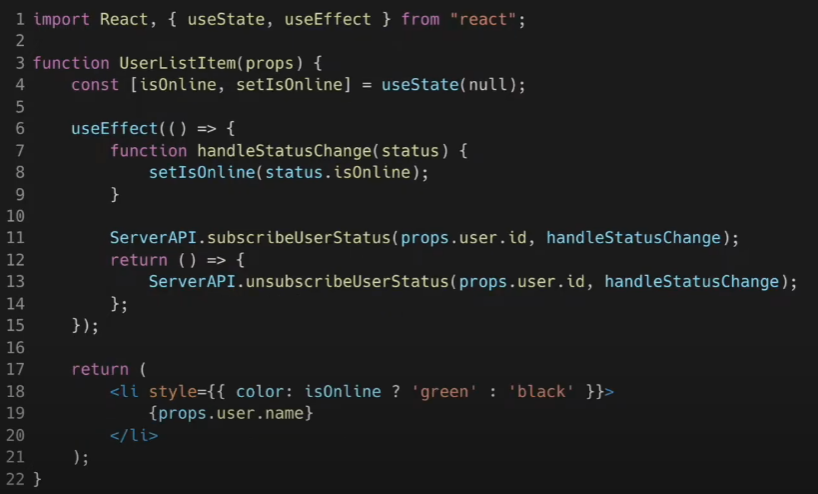 1 import React, { useState, useEffect } from "react";
2
3 function UserListItem(props) {
4     const [isOnline, setIsOnline] = useState(null);
5
6     useEffect(() => {
7         function handleStatusChange(status) {
8             setIsOnline(status.isOnline);
9         }
10
11         ServerAPI.subscribeUserStatus(props.user.id, handleStatusChange);
12         return () => {
13             ServerAPI.unsubscribeUserStatus(props.user.id, handleStatusChange);
14         };
15     });
16
17     return (
18         <li style={{ color: isOnline ? 'green' : 'black' }}>
19             {props.user.name}
20         </li>
21     );
22 }